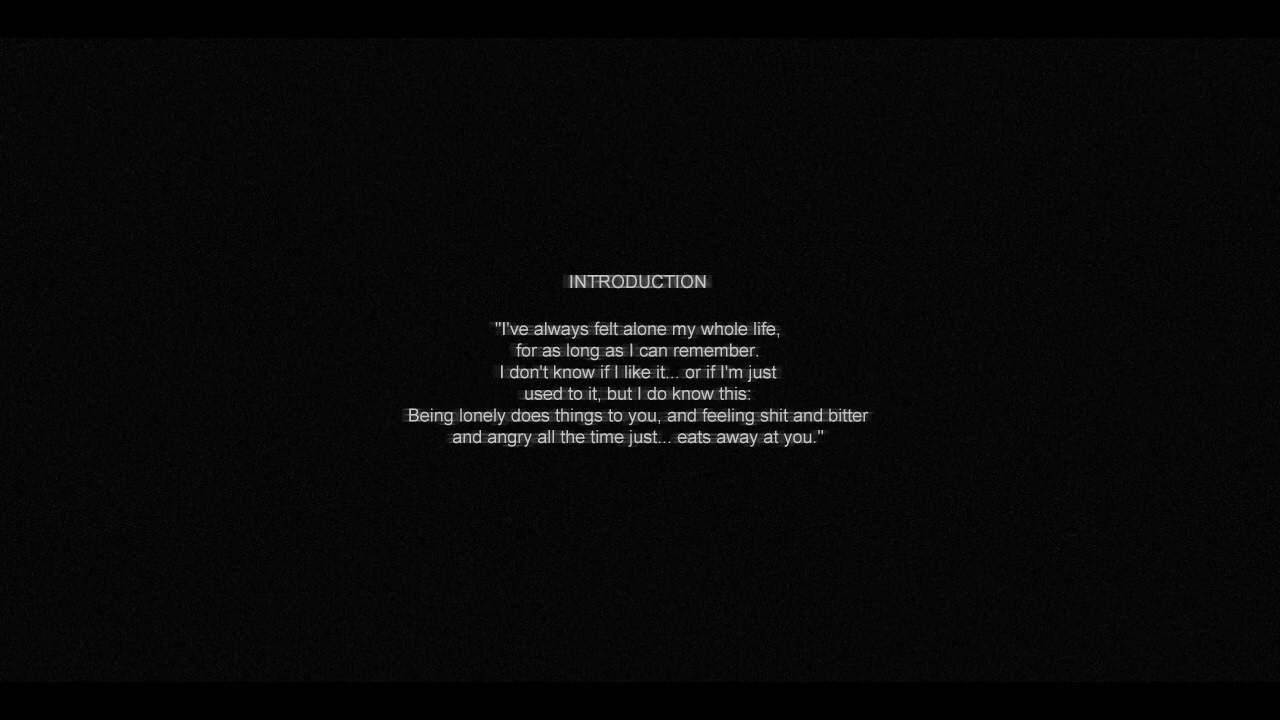 INTRODUCTION
"I've always felt alone my whole life,
for as long as I can remember.
I don't know if I like it... or if I'm just
used to it, but I do know this:
Being lonely does things to you, and feeling shit and bitter
and angry all the time just... eats away at you."